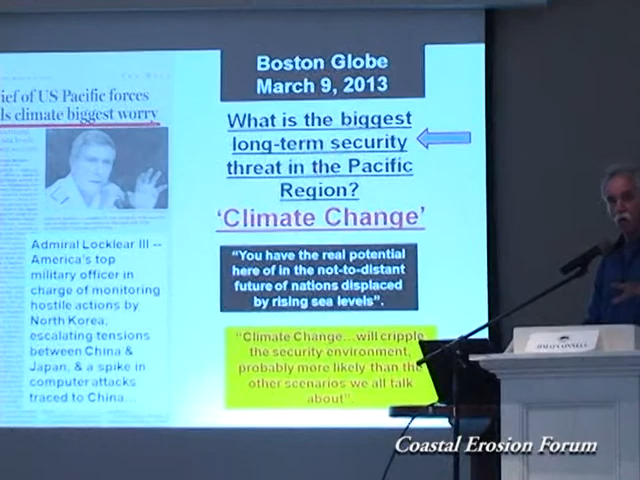 Boston Globe
March 9, 2013
ief of US Pacific forces
ls climate biggest worry
What is the biggest
long-term security
threat in the Pacific
Region?
'Climate Change'
Admiral Locklear III --
America's top
military officer in
charge of monitoring
hostile actions by
North Korea,
escalating tensions
between China &
Japan, & a spike in
computer attacks
traced to China...
"You have the real potential
here of in the not-to-distant
future of nations displaced
by rising sea levels".
"Climate Change...will cripple
the security environment,
probably more likely than the
other scenarios we all talk
about".
Coastal Erosion Forum